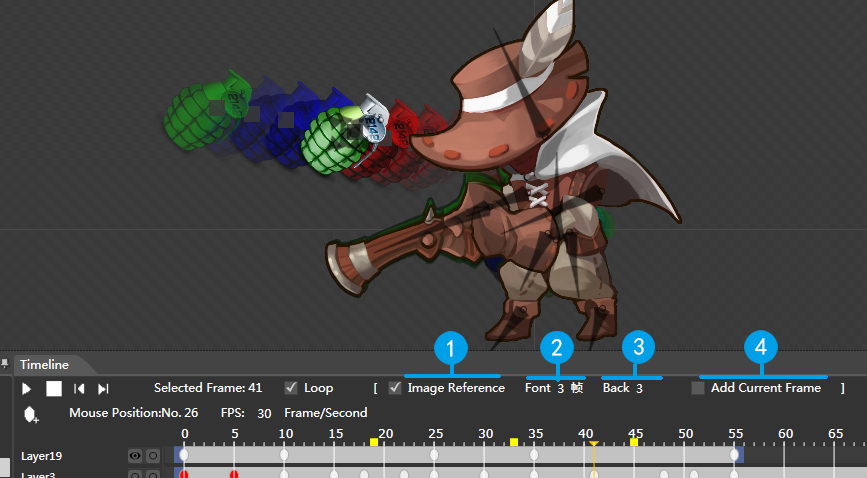 1 2 3 4
Timeline
Selected Frame: 41 Loop [ Image Reference Font 3 帧 Back 3 Add Current Frame ]
Mouse Position:No. 26 FPS: 30 Frame/Second
0 5 10 15 20 25 30 35 40 45 50 55 60 65
Layer19
Layer3